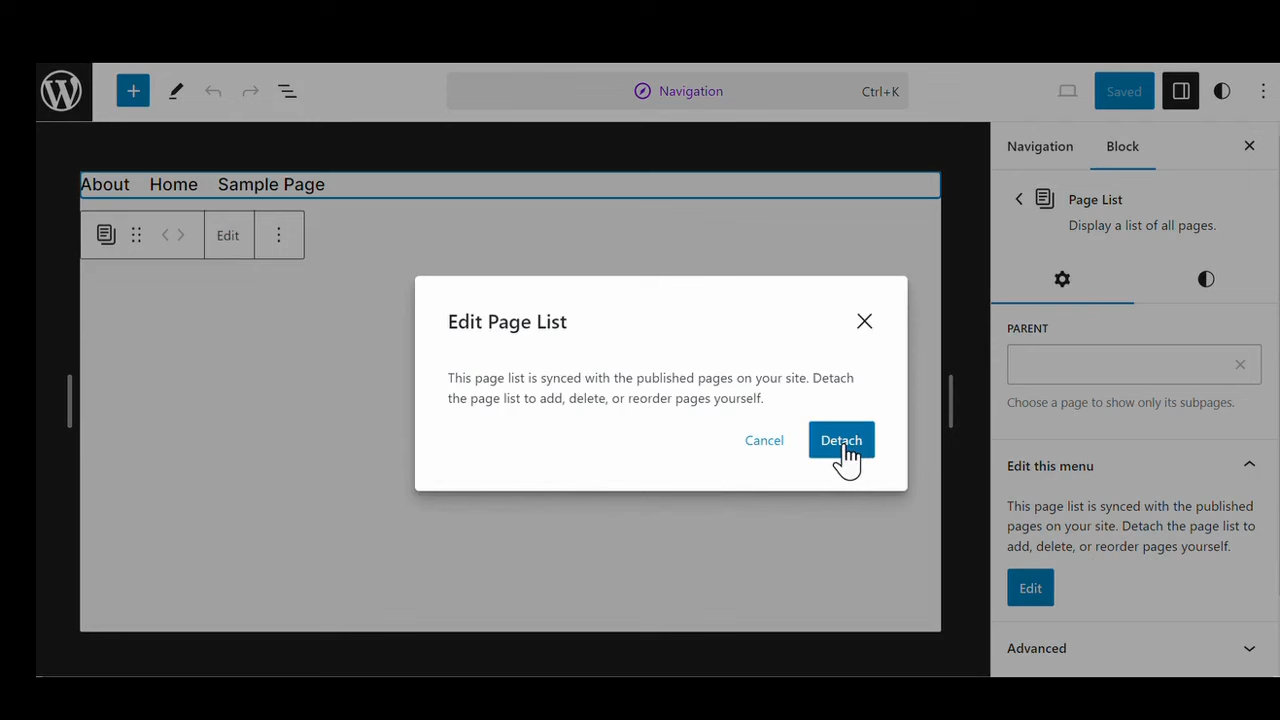 Navigation
Ctrl+K
Saved
About Home Sample Page
Edit
Navigation
Block
Page List
Display a list of all pages.
PARENT
Choose a page to show only its subpages.
Edit this menu
This page list is synced with the published
pages on your site. Detach the page list to
add, delete, or reorder pages yourself.
Edit
Advanced
Edit Page List
This page list is synced with the published pages on your site. Detach
the page list to add, delete, or reorder pages yourself.
Cancel
Detach